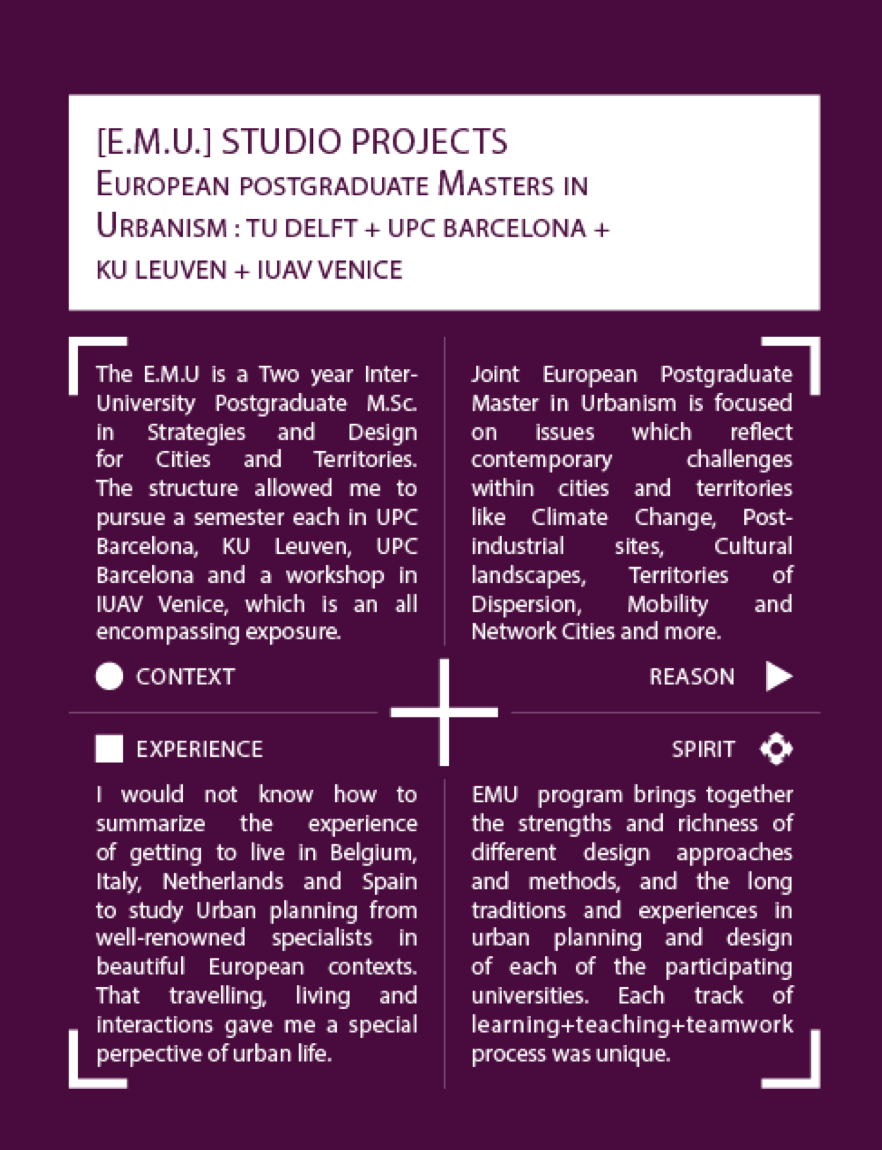 [E.M.U.] STUDIO PROJECTS
European postgraduate Masters in
Urbanism : TU DELFT + UPC BARCELONA +
KU LEUVEN + IUAV VENICE
The E.M.U is a Two year Inter-
University Postgraduate M.Sc.
in Strategies and Design
for Cities and Territories.
The structure allowed me to
pursue a semester each in UPC
Barcelona, KU Leuven, UPC
Barcelona and a workshop in
IUAV Venice, which is an all
encompassing exposure.
CONTEXT
Joint European Postgraduate
Master in Urbanism is focused
on issues which reflect
contemporary challenges
within cities and territories
like Climate Change, Post-
industrial sites, Cultural
landscapes, Territories of
Dispersion, Mobility and
Network Cities and more.
REASON
EXPERIENCE
I would not know how to
summarize the experience
of getting to live in Belgium,
Italy, Netherlands and Spain
to study Urban planning from
well-renowned specialists in
beautiful European contexts.
That travelling, living and
interactions gave me a special
perpective of urban life.
SPIRIT
EMU program brings together
the strengths and richness of
different design approaches
and methods, and the long
traditions and experiences in
urban planning and design
of each of the participating
universities. Each track of
learning+teaching+teamwork
process was unique.